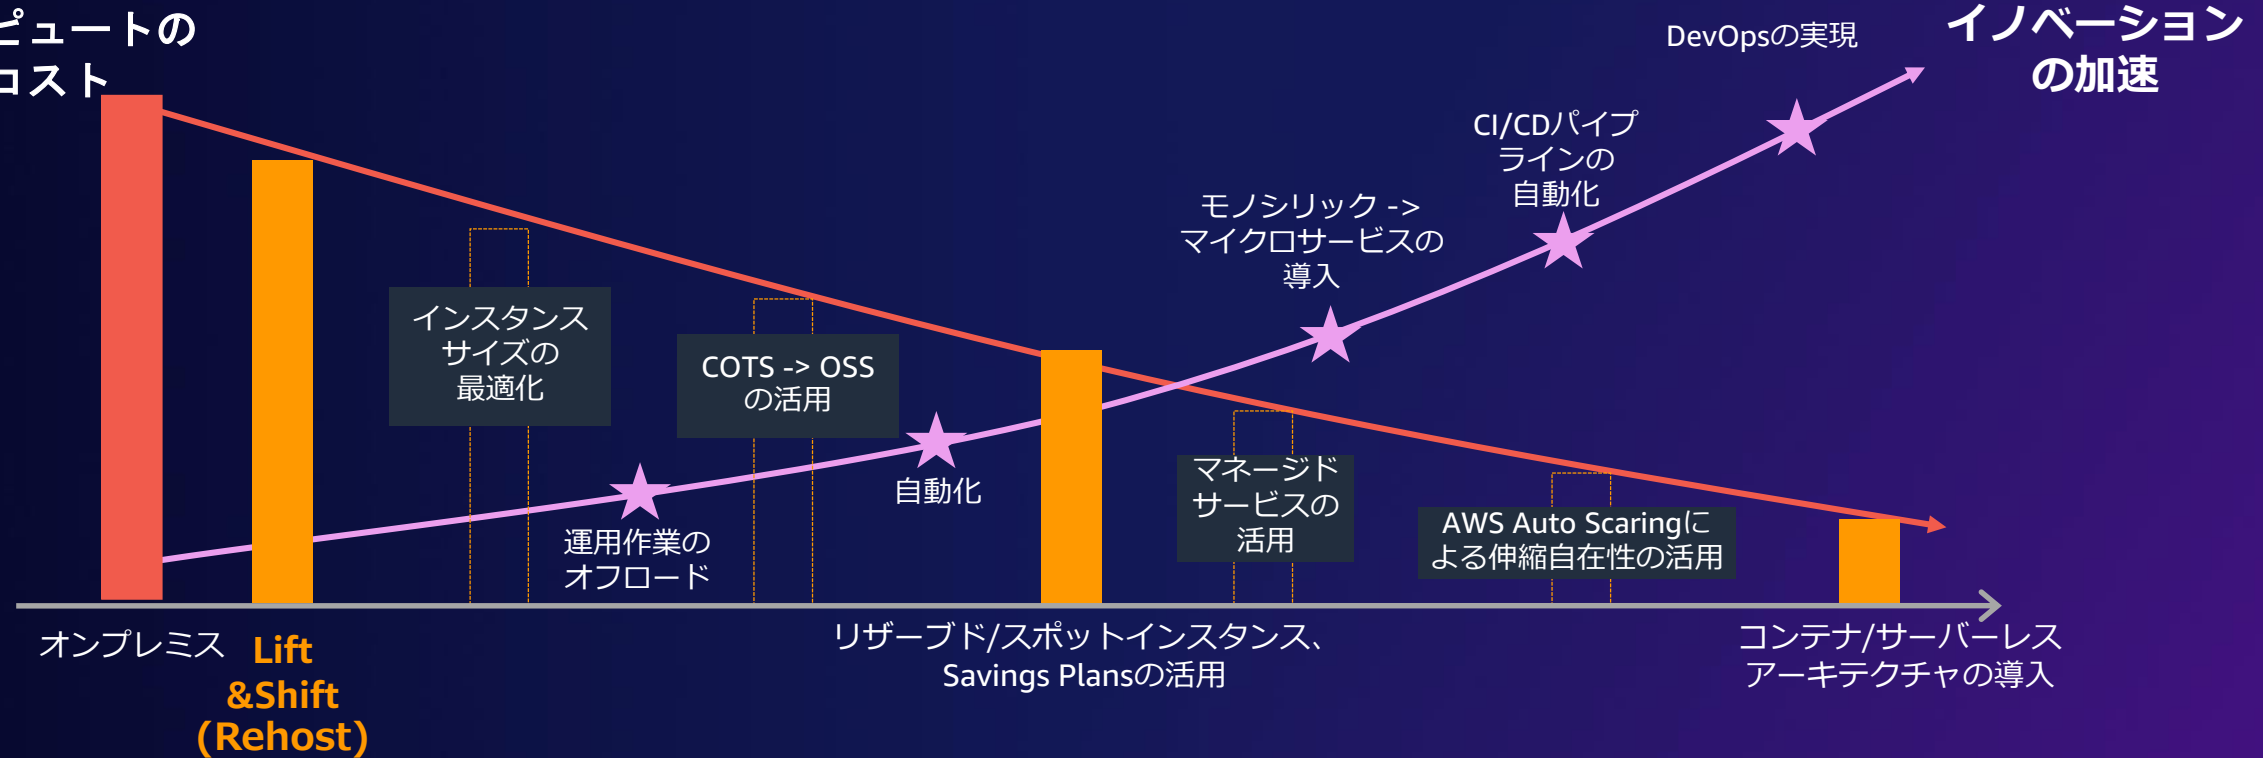 ピュートの
コスト
DevOpsの実現
イノベーション
の加速
CI/CDパイプ
ラインの
自動化
モノシリック ->
マイクロサービスの
導入
インスタンス
サイズの
最適化
COTS -> OSS
の活用
自動化
運用作業の
オフロード
マネージド
サービスの
活用
AWS Auto Scaringに
よる伸縮自在性の活用
オンプレミス
Lift
&Shift
(Rehost)
リザーブド/スポットインスタンス、
Savings Plansの活用
コンテナ/サーバーレス
アーキテクチャの導入